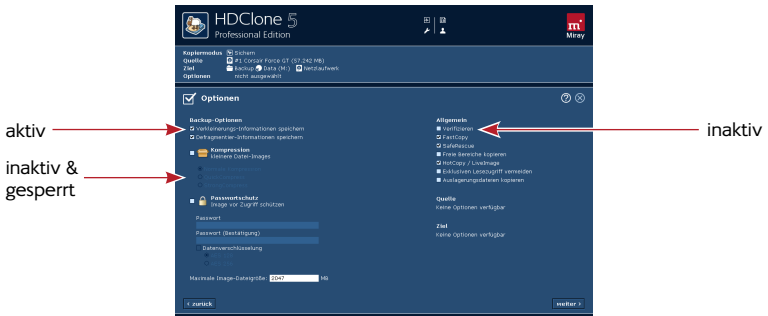 HDClone 5
Professional Edition
Miray
Kopiermodus Sichern
Quelle #1 Corsair Force GT (57.242 MB)
Ziel Backup Data (M:) Netzlaufwerk
Optionen nicht ausgewählt
Optionen
Backup-Optionen
Verkleinerungs-Informationen speichern
Defragmentier-Informationen speichern
Kompression
kleinere Datei-Images
Passwortschutz
Image vor Zugriff schützen
Passwort
Passwort (Bestätigung)
Datenverschlüsselung
Maximale Image-Dateigröße: 2047 MB
Allgemein
Verifizieren
FastCopy
SafeRescue
Freie Bereiche kopieren
HotCopy / LiveImage
Exklusiven Lesezugriff vermeiden
Auslagerungsdateien kopieren
Quelle
Keine Optionen verfügbar
Ziel
Keine Optionen verfügbar
‹ zurück
weiter ›
aktiv
inaktiv &
gesperrt
inaktiv